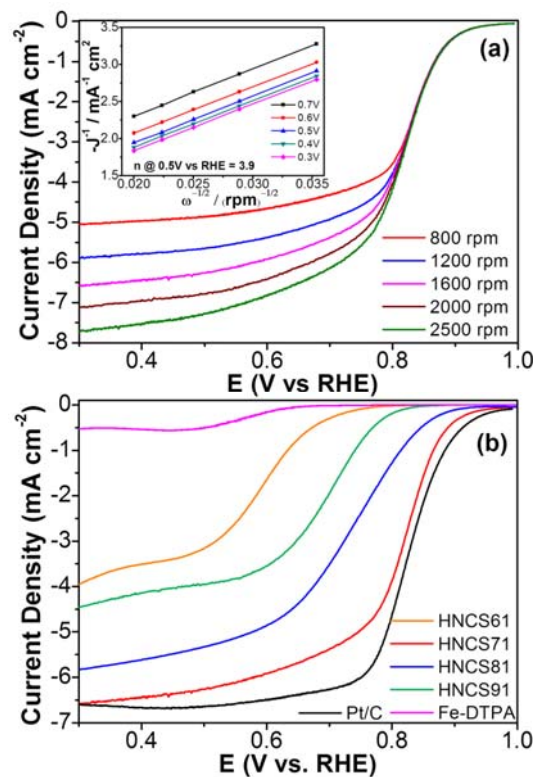 (a)
0
-1
-2
-3
-4
-5
-6
-7
-8
Current Density (mA cm⁻²)
3.5
3.0
2.5
2.0
1.5
-J⁻¹ / mA⁻¹ cm²
0.7V
0.6V
0.5V
0.4V
0.3V
n @ 0.5V vs RHE = 3.9
0.020 0.025 0.030 0.035
ω⁻¹/² / (rpm)⁻¹/²
800 rpm
1200 rpm
1600 rpm
2000 rpm
2500 rpm
0.4 0.6 0.8 1.0
E (V vs RHE)
(b)
0
-1
-2
-3
-4
-5
-6
-7
Current Density (mA cm⁻²)
HNCS61
HNCS71
HNCS81
HNCS91
Pt/C Fe-DTPA
0.4 0.6 0.8 1.0
E (V vs. RHE)